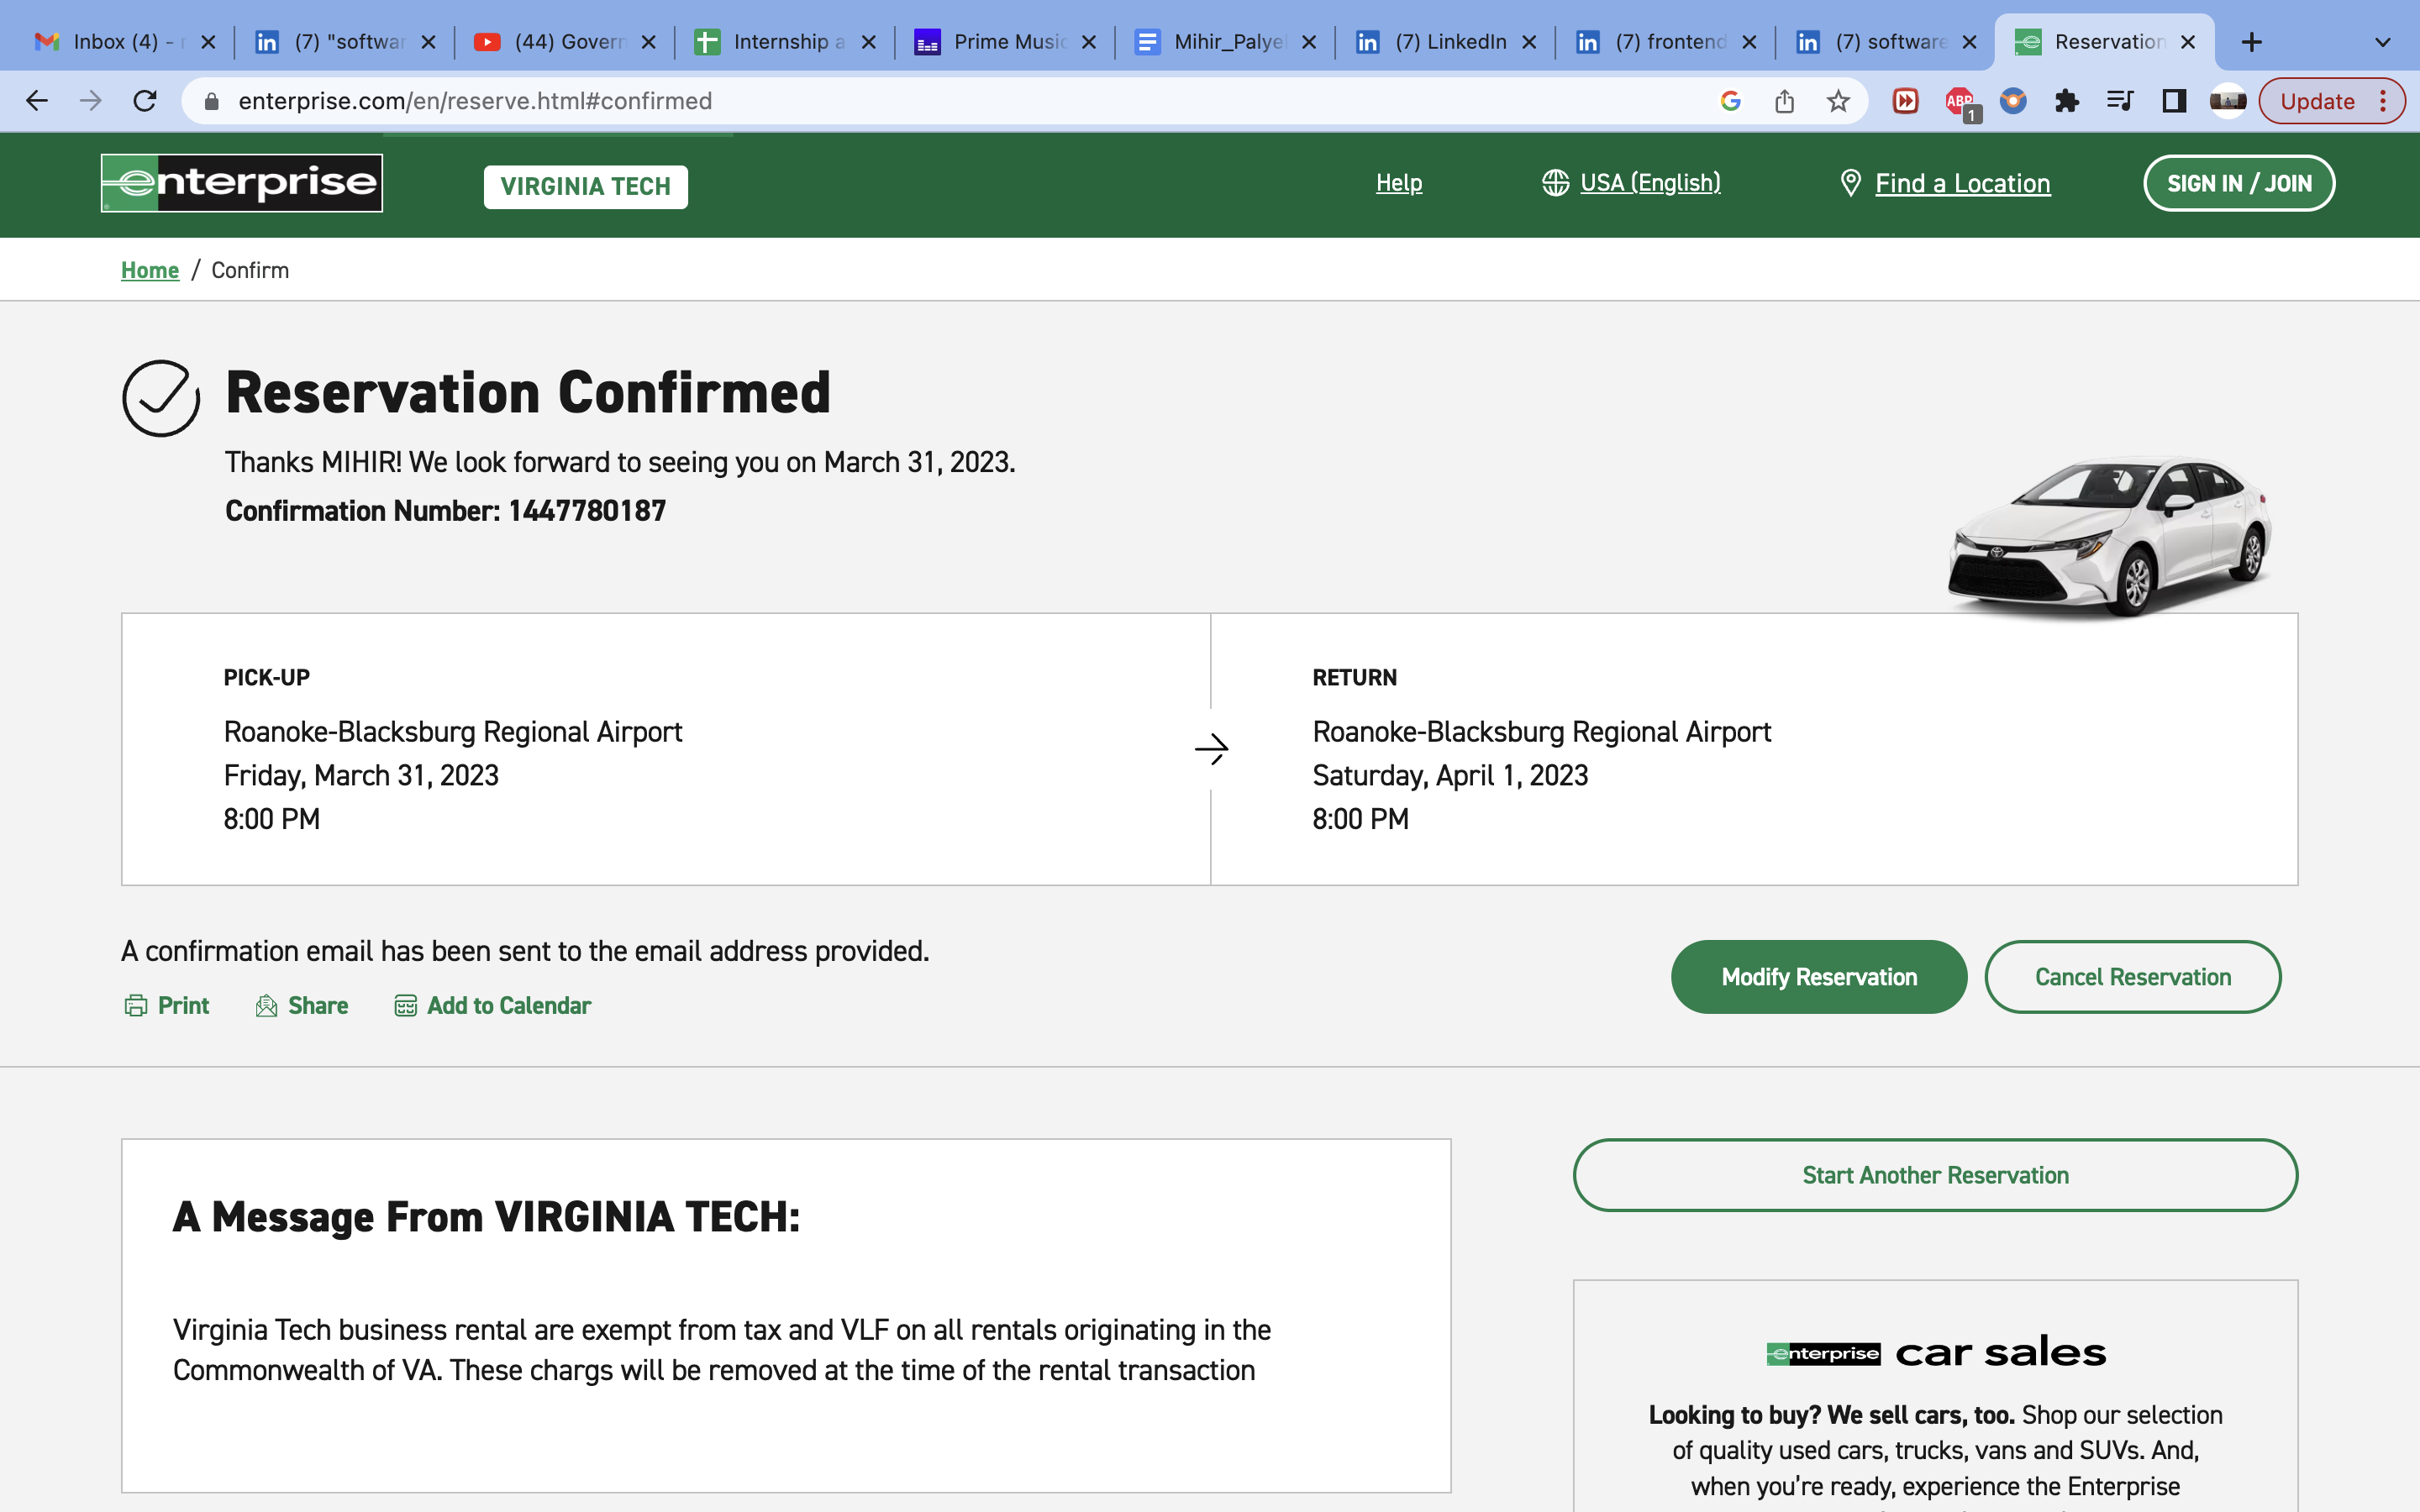 Inbox (4) -
(7) "softwar
(44) Govern
Internship a
Prime Music
Mihir_Palye
(7) LinkedIn
(7) frontend
(7) software
Reservation
enterprise.com/en/reserve.html#confirmed
ABP
1
Update
enterprise
VIRGINIA TECH
Help
USA (English)
Find a Location
SIGN IN / JOIN
Home / Confirm
Reservation Confirmed
Thanks MIHIR! We look forward to seeing you on March 31, 2023.
Confirmation Number: 1447780187
PICK-UP
Roanoke-Blacksburg Regional Airport
Friday, March 31, 2023
8:00 PM
RETURN
Roanoke-Blacksburg Regional Airport
Saturday, April 1, 2023
8:00 PM
A confirmation email has been sent to the email address provided.
Print
Share
Add to Calendar
Modify Reservation
Cancel Reservation
A Message From VIRGINIA TECH:
Virginia Tech business rental are exempt from tax and VLF on all rentals originating in the
Commonwealth of VA. These chargs will be removed at the time of the rental transaction
Start Another Reservation
enterprise car sales
Looking to buy? We sell cars, too. Shop our selection
of quality used cars, trucks, vans and SUVs. And,
when you're ready, experience the Enterprise